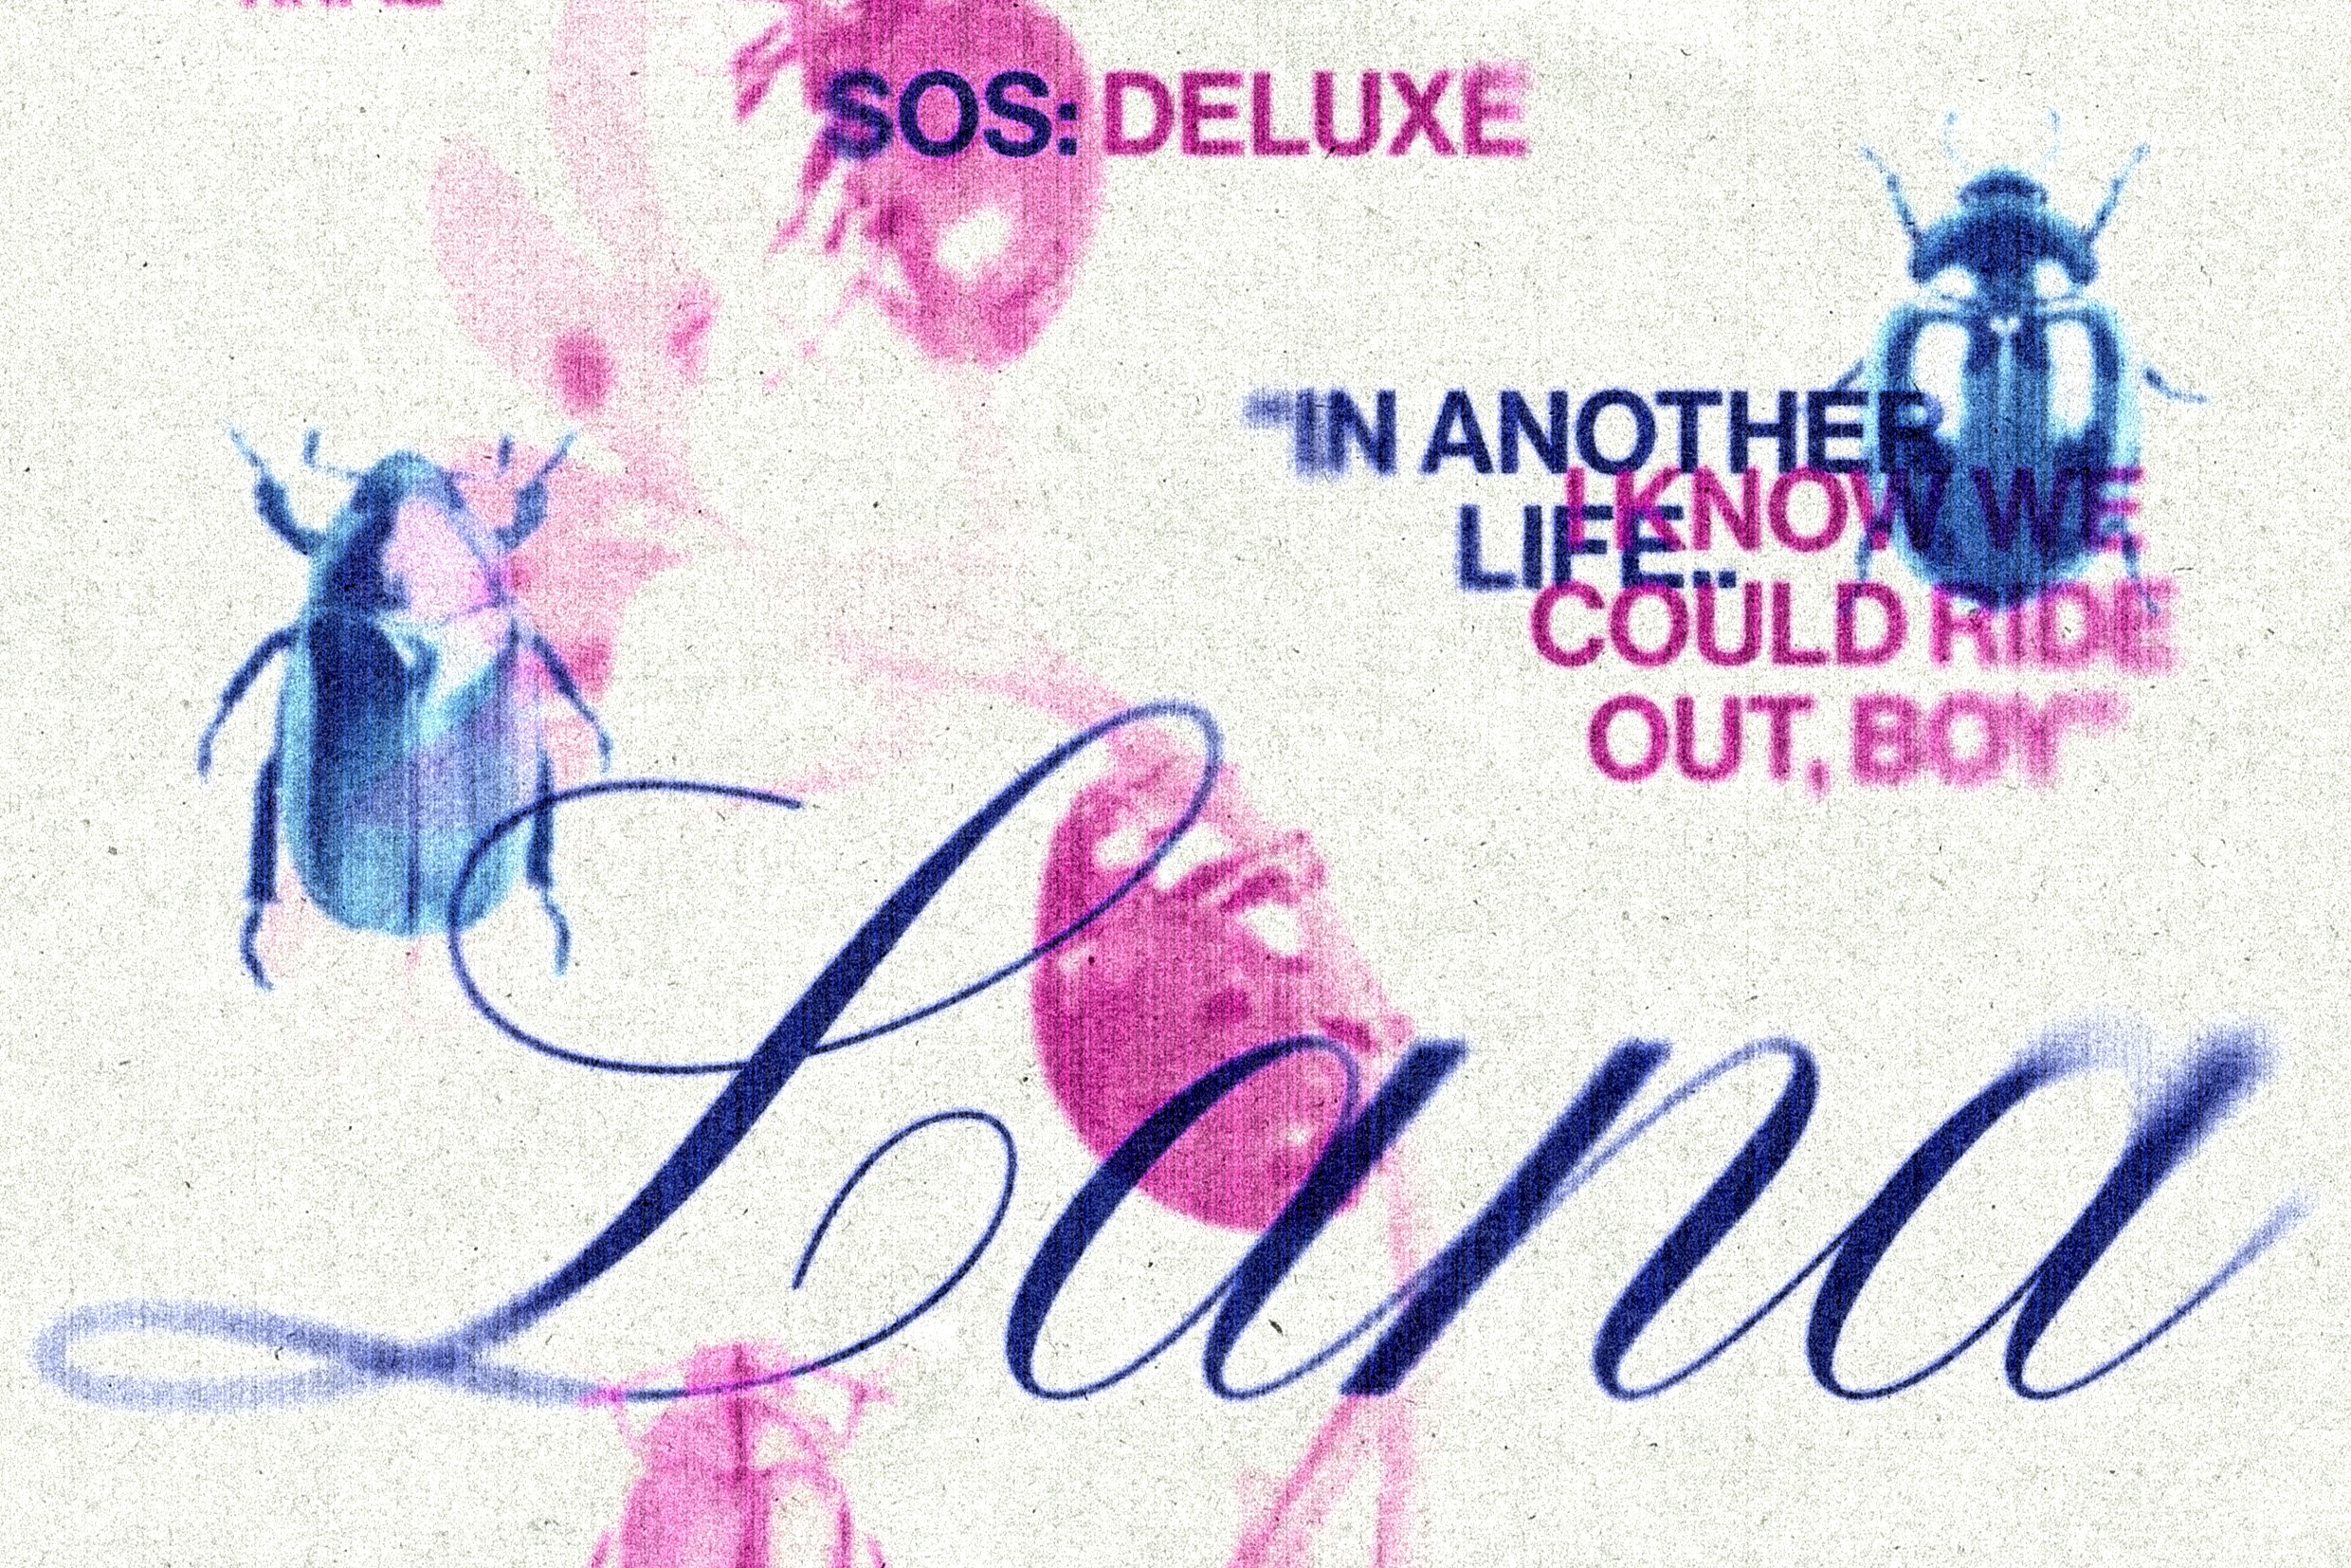 SOS: DELUXE
"IN ANOTHER
LIFE..
I KNOW WE
COULD RIDE
OUT, BOY"
Lana